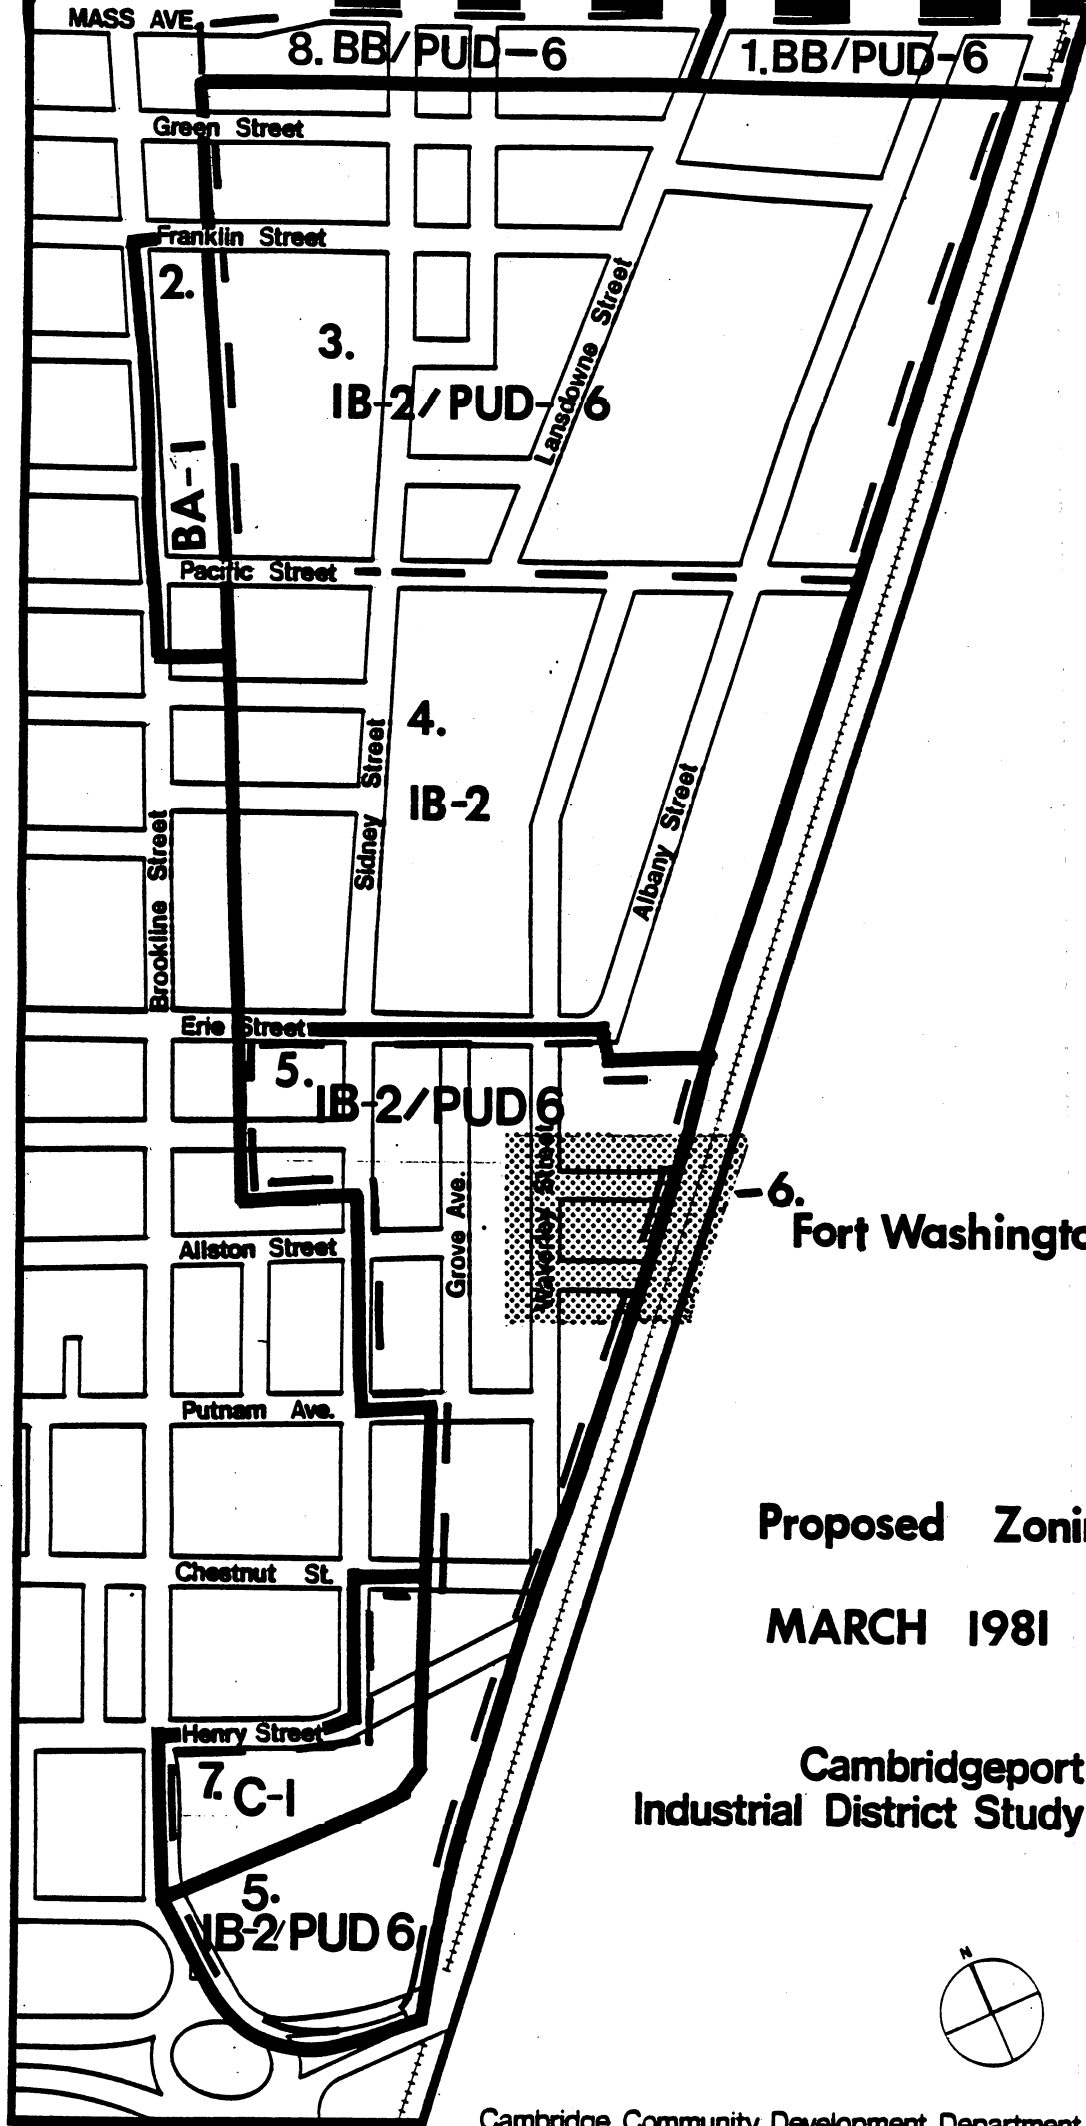 MASS AVE.
8. BB/PUD-6
1. BB/PUD-6
Green Street
Franklin Street
2.
BA-1
3.
IB-2/PUD-6
Lansdowne Street
Pacific Street
4.
IB-2
Sidney Street
Brookline Street
Albany Street
Erie Street
5.
IB-2/PUD 6
Waverley Street
Grove Ave.
-6.
Fort Washingto
Allston Street
Putnam Ave.
Proposed Zoni
Chestnut St.
MARCH 1981
Henry Street
7. C-1
Cambridgeport
Industrial District Study
5.
IB-2/PUD 6
N
Cambridge Community Development Department